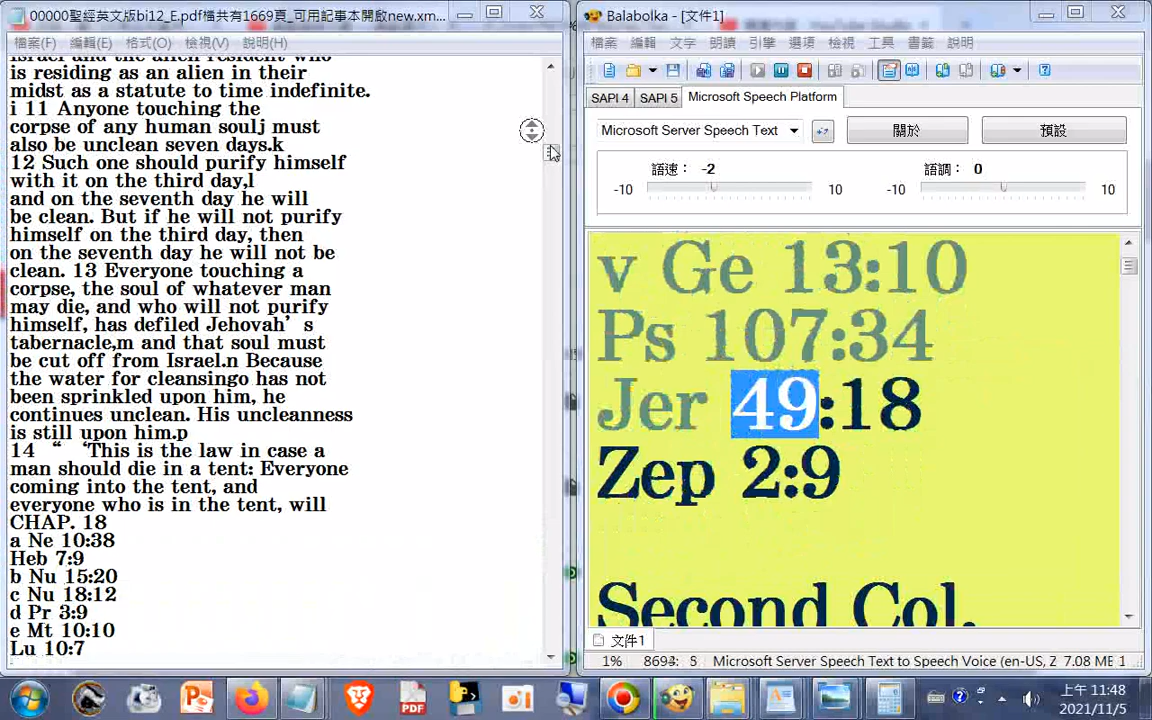 00000聖經英文版bi12_E.pdf檔共有1669頁_可用記事本開啟new.xm...
檔案(F) 編輯(E) 格式(O) 檢視(V) 說明(H)
Israel and the alien resident who
is residing as an alien in their
midst as a statute to time indefinite.
i 11 Anyone touching the
corpse of any human soulj must
also be unclean seven days.k
12 Such one should purify himself
with it on the third day,l
and on the seventh day he will
be clean. But if he will not purify
himself on the third day, then
on the seventh day he will not be
clean. 13 Everyone touching a
corpse, the soul of whatever man
may die, and who will not purify
himself, has defiled Jehovah’s
tabernacle,m and that soul must
be cut off from Israel.n Because
the water for cleansingo has not
been sprinkled upon him, he
continues unclean. His uncleanness
is still upon him.p
14 “ ‘This is the law in case a
man should die in a tent: Everyone
coming into the tent, and
everyone who is in the tent, will
CHAP. 18
a Ne 10:38
Heb 7:9
b Nu 15:20
c Nu 18:12
d Pr 3:9
e Mt 10:10
Lu 10:7
Balabolka - [文件1]
檔案 編輯 文字 朗讀 引擎 選項 檢視 工具 書籤 說明
SAPI 4 SAPI 5 Microsoft Speech Platform
Microsoft Server Speech Text 關於 預設
語速: -2 語調: 0
-10 10 -10 10
v Ge 13:10
Ps 107:34
Jer 49:18
Zep 2:9
Second Col.
文件1
1% 8694: 5 Microsoft Server Speech Text to Speech Voice (en-US, Z 7.08 ME 1
PDF
上午 11:48
2021/11/5